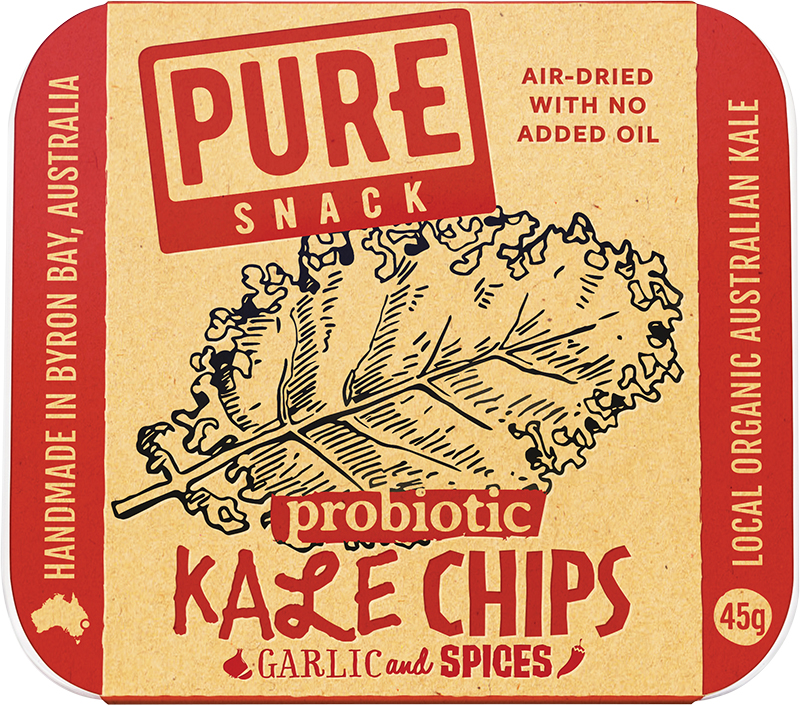 PURE
SNACK
AIR-DRIED
WITH NO
ADDED OIL
HANDMADE IN BYRON BAY, AUSTRALIA
LOCAL ORGANIC AUSTRALIAN KALE
probiotic
KALE CHIPS
GARLIC and SPICES
45g